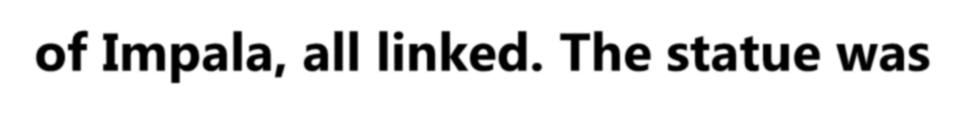 of Impala, all linked. The statue was